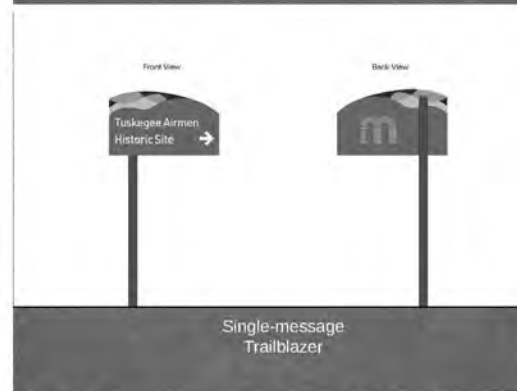 Front View
Back View
Tuskegee Airmen
Historic Site
m
Single-message
Trailblazer